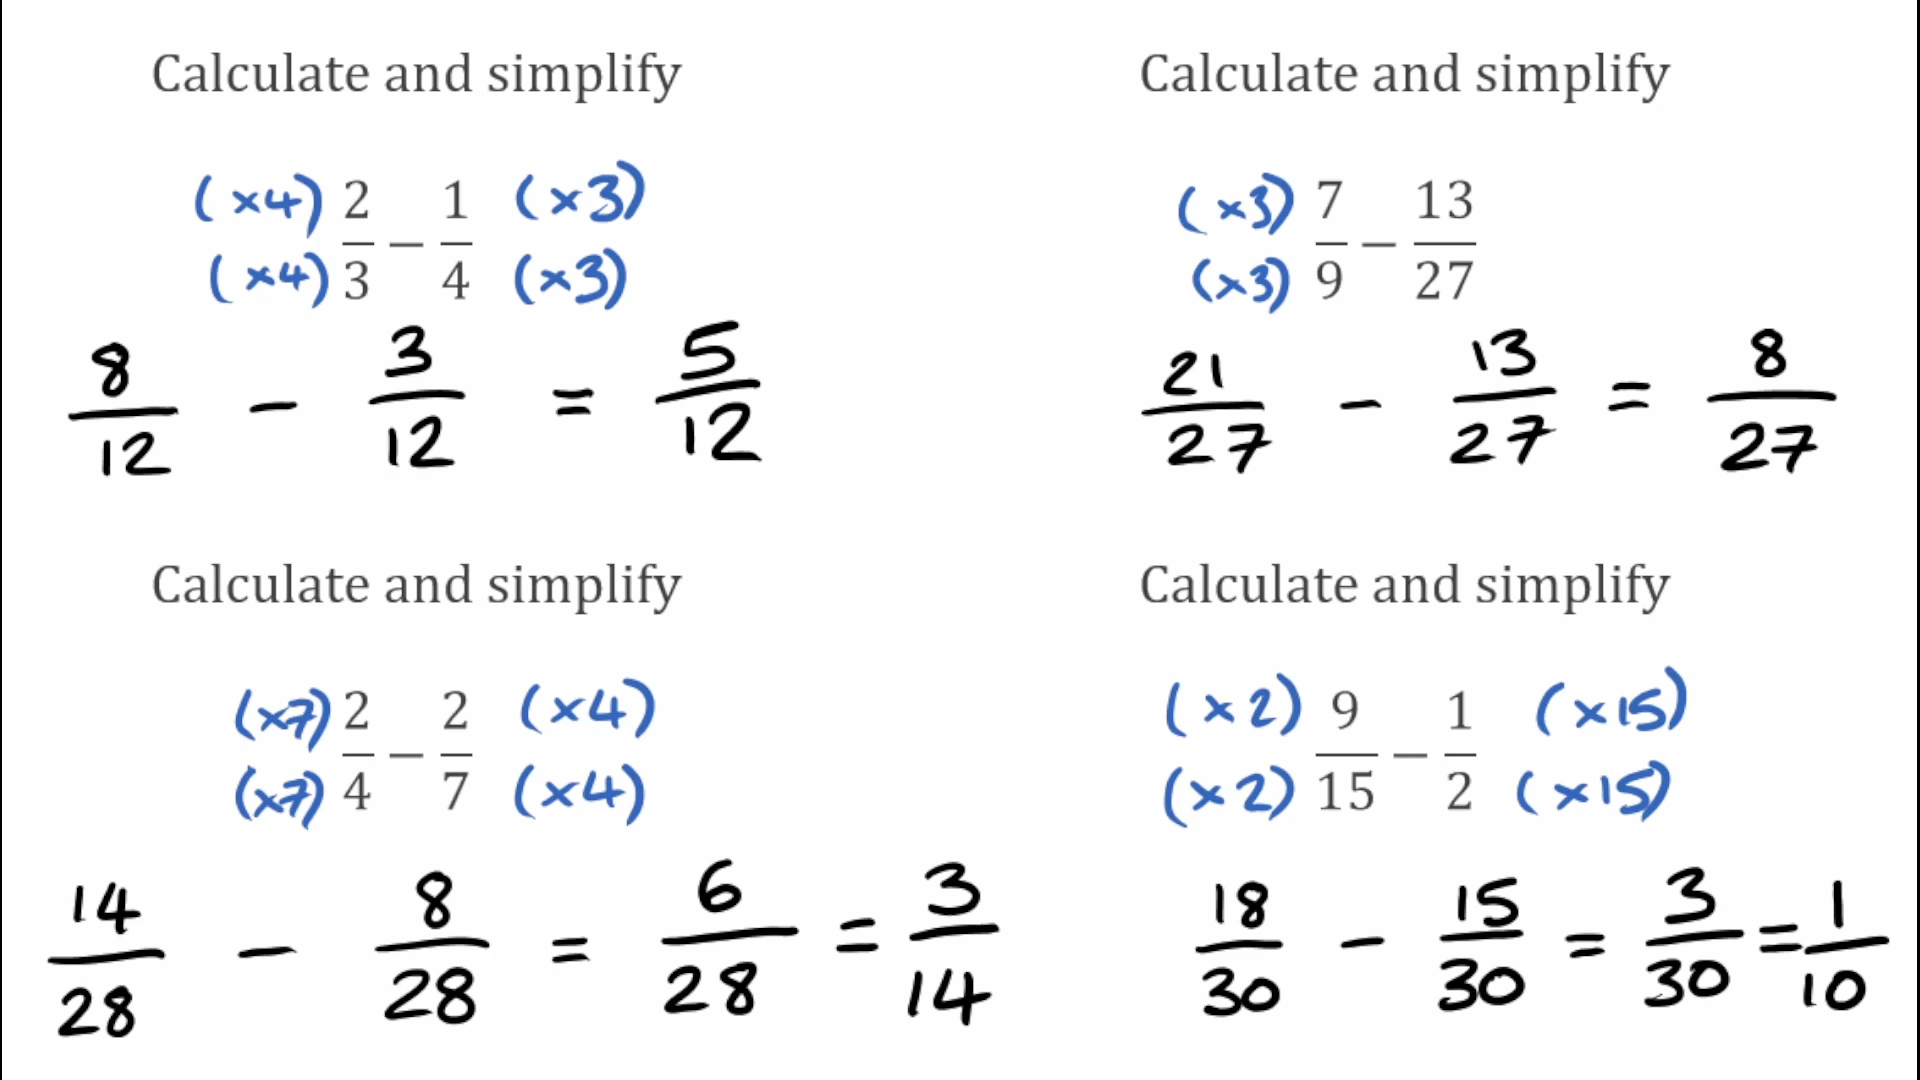 Calculate and simplify
(×4) 2/3 − 1/4 (×3)
(×4) (×3)
8/12 − 3/12 = 5/12
Calculate and simplify
(×3) 7/9 − 13/27
(×3)
21/27 − 13/27 = 8/27
Calculate and simplify
(×7) 2/4 − 2/7 (×4)
(×7) (×4)
14/28 − 8/28 = 6/28 = 3/14
Calculate and simplify
(×2) 9/15 − 1/2 (×15)
(×2) (×15)
18/30 − 15/30 = 3/30 = 1/10